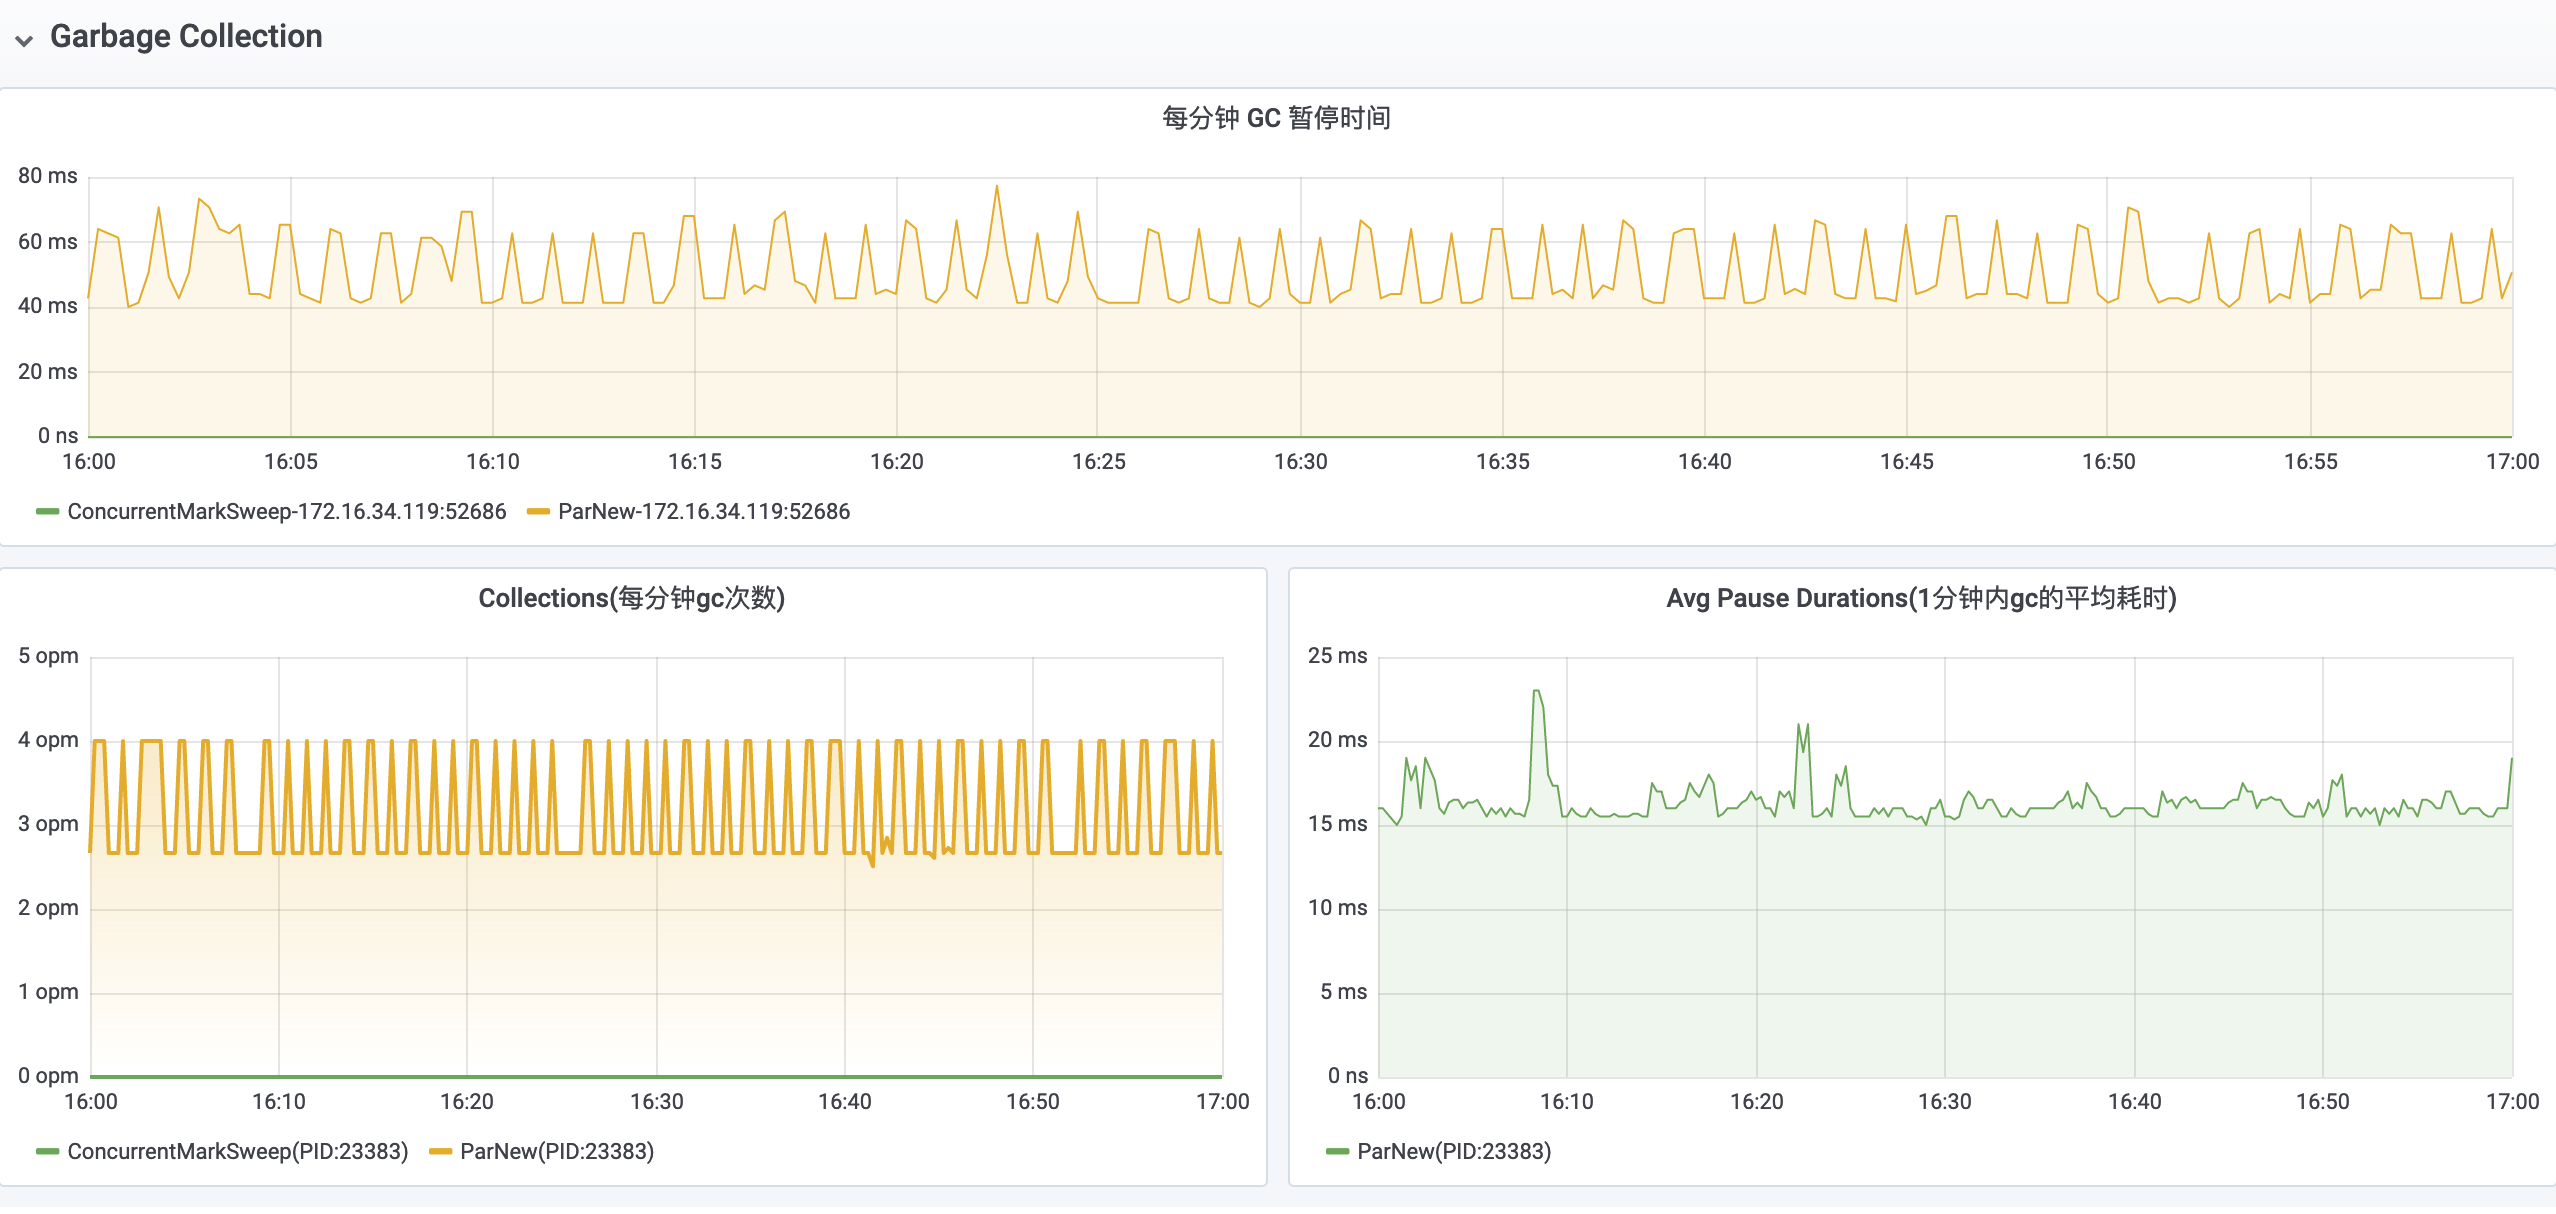 Garbage Collection
每分钟 GC 暂停时间
80 ms
60 ms
40 ms
20 ms
0 ns
16:00 16:05 16:10 16:15 16:20 16:25 16:30 16:35 16:40 16:45 16:50 16:55 17:00
ConcurrentMarkSweep-172.16.34.119:52686 ParNew-172.16.34.119:52686
Collections(每分钟gc次数)
5 opm
4 opm
3 opm
2 opm
1 opm
0 opm
16:00 16:10 16:20 16:30 16:40 16:50 17:00
ConcurrentMarkSweep(PID:23383) ParNew(PID:23383)
Avg Pause Durations(1分钟内gc的平均耗时)
25 ms
20 ms
15 ms
10 ms
5 ms
0 ns
16:00 16:10 16:20 16:30 16:40 16:50 17:00
ParNew(PID:23383)